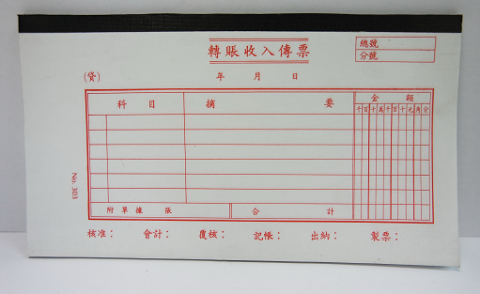 轉賬收入傳票
總號
分號
(貸) 年 月 日
科 目 摘 要 金 額
千百十萬千百十元角分
附單據 張 合 計
核准： 會計： 覆核： 記帳： 出納： 製票：
No. 303